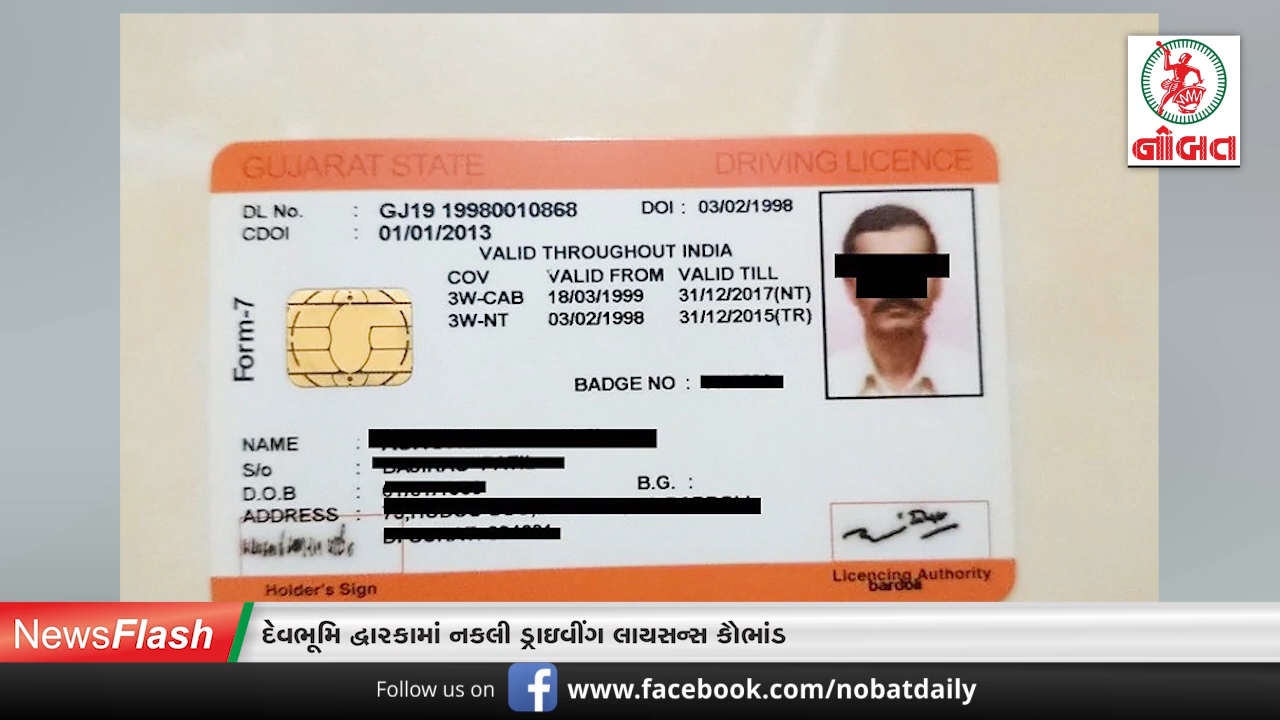 નોબત
GUJARAT STATE DRIVING LICENCE
DL No. : GJ19 19980010868 DOI : 03/02/1998
CDOI : 01/01/2013
VALID THROUGHOUT INDIA
COV VALID FROM VALID TILL
3W-CAB 18/03/1999 31/12/2017(NT)
3W-NT 03/02/1998 31/12/2015(TR)
Form-7
BADGE NO :
NAME :
S/o :
D.O.B : B.G. :
ADDRESS :
Holder's Sign
Licencing Authority
bardoli
NewsFlash દેવભૂમિ દ્વારકામાં નકલી ડ્રાઇવીંગ લાયસન્સ કૌભાંડ
Follow us on f www.facebook.com/nobatdaily